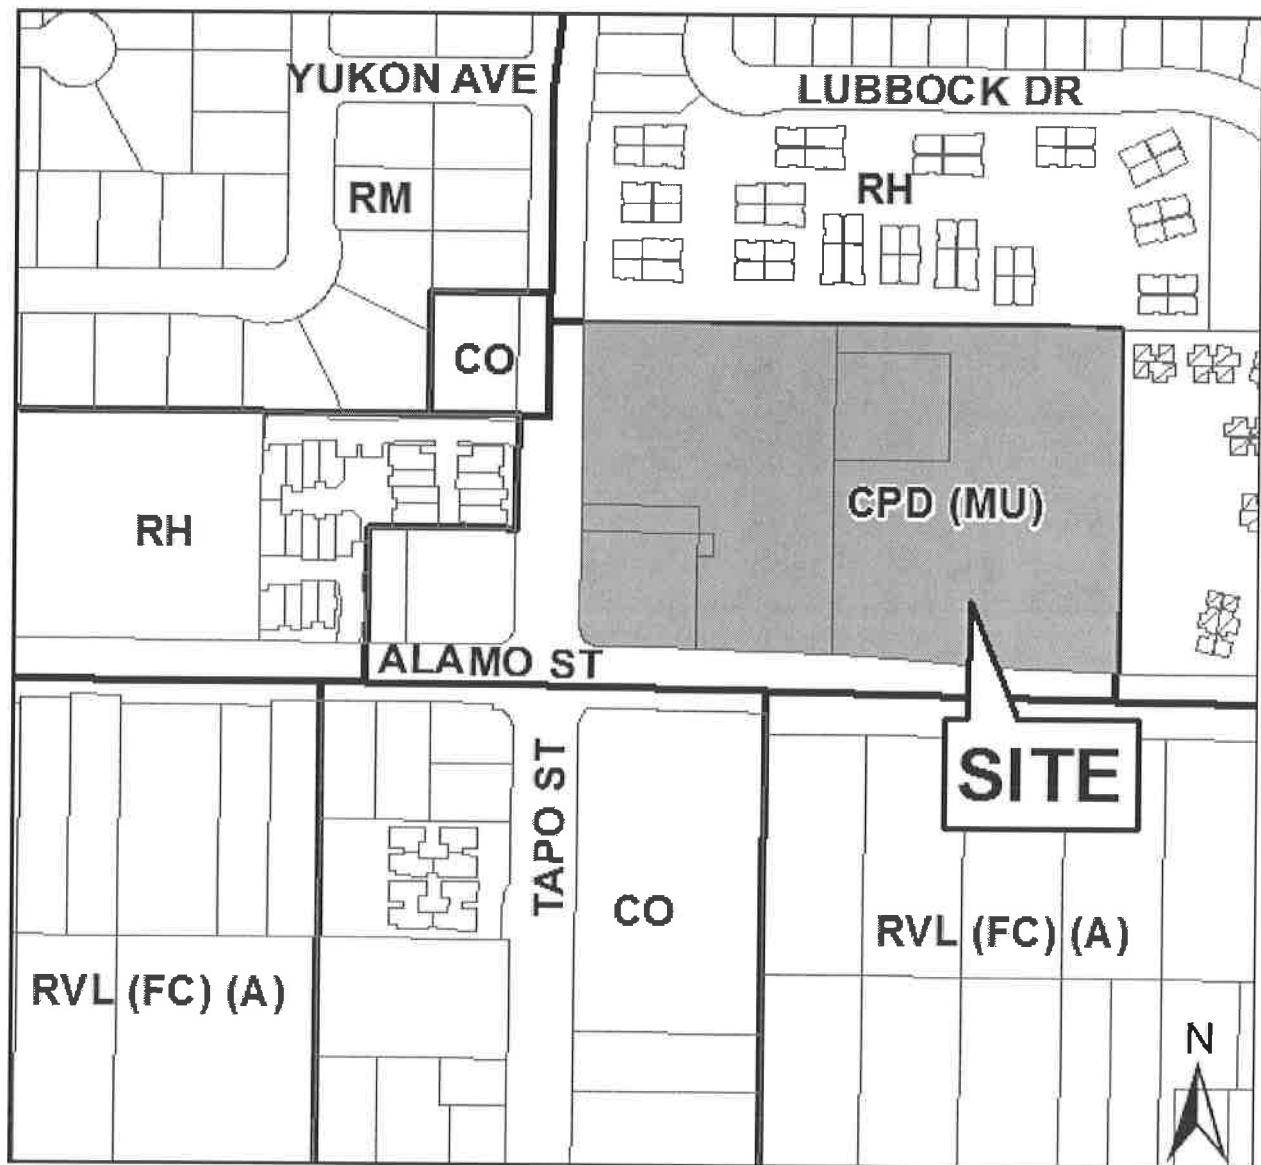 YUKON AVE
LUBBOCK DR
RM
RH
CO
CPD (MU)
RH
ALAMO ST
SITE
TAPO ST
CO
RVL (FC) (A)
RVL (FC) (A)
N